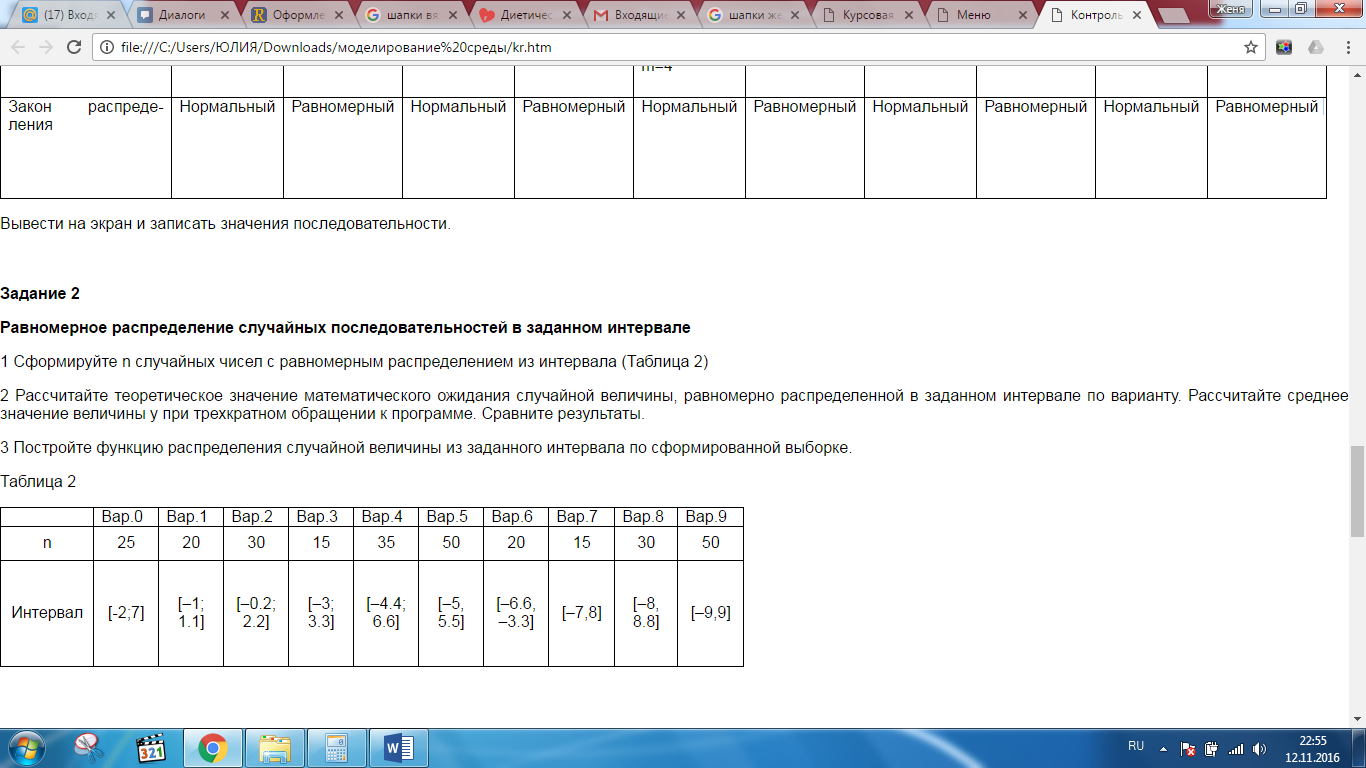 (17) Входя
Диалоги
Оформле
шапки вя
Диетичес
Входящие
шапки же
Курсовая
Меню
Контроль
Женя
file:///C:/Users/ЮЛИЯ/Downloads/моделирование%20среды/kr.htm
m=4
Закон распреде-
ления
Нормальный Равномерный Нормальный Равномерный Нормальный Равномерный Нормальный Равномерный Нормальный Равномерный
Вывести на экран и записать значения последовательности.
Задание 2
Равномерное распределение случайных последовательностей в заданном интервале
1 Сформируйте n случайных чисел с равномерным распределением из интервала (Таблица 2)
2 Рассчитайте теоретическое значение математического ожидания случайной величины, равномерно распределенной в заданном интервале по варианту. Рассчитайте среднее
значение величины у при трехкратном обращении к программе. Сравните результаты.
3 Постройте функцию распределения случайной величины из заданного интервала по сформированной выборке.
Таблица 2
Вар.0 Вар.1 Вар.2 Вар.3 Вар.4 Вар.5 Вар.6 Вар.7 Вар.8 Вар.9
n 25 20 30 15 35 50 20 15 30 50
Интервал [-2;7] [–1; 1.1] [–0.2; 2.2] [–3; 3.3] [–4.4; 6.6] [–5, 5.5] [–6.6, –3.3] [–7,8] [–8, 8.8] [–9,9]
321
RU
22:55
12.11.2016